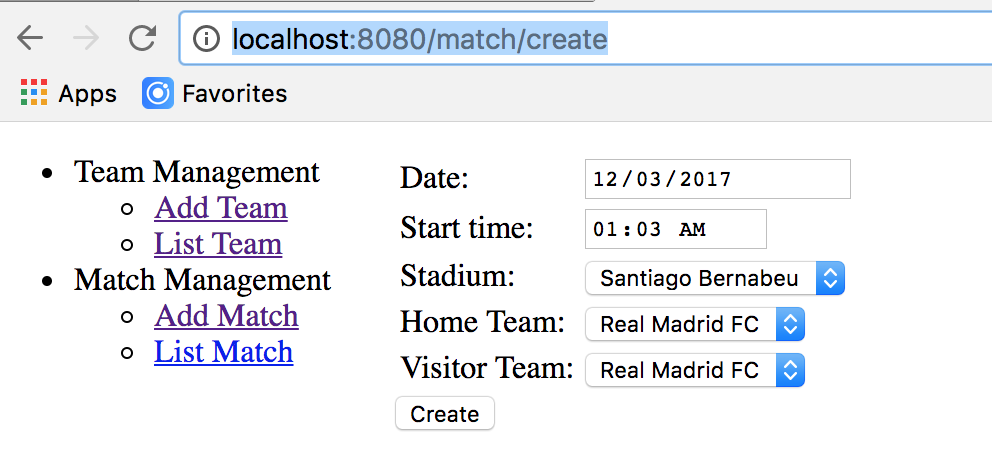 localhost:8080/match/create
Apps Favorites
Team Management
Add Team
List Team
Match Management
Add Match
List Match
Date: 12/03/2017
Start time: 01:03 AM
Stadium: Santiago Bernabeu
Home Team: Real Madrid FC
Visitor Team: Real Madrid FC
Create